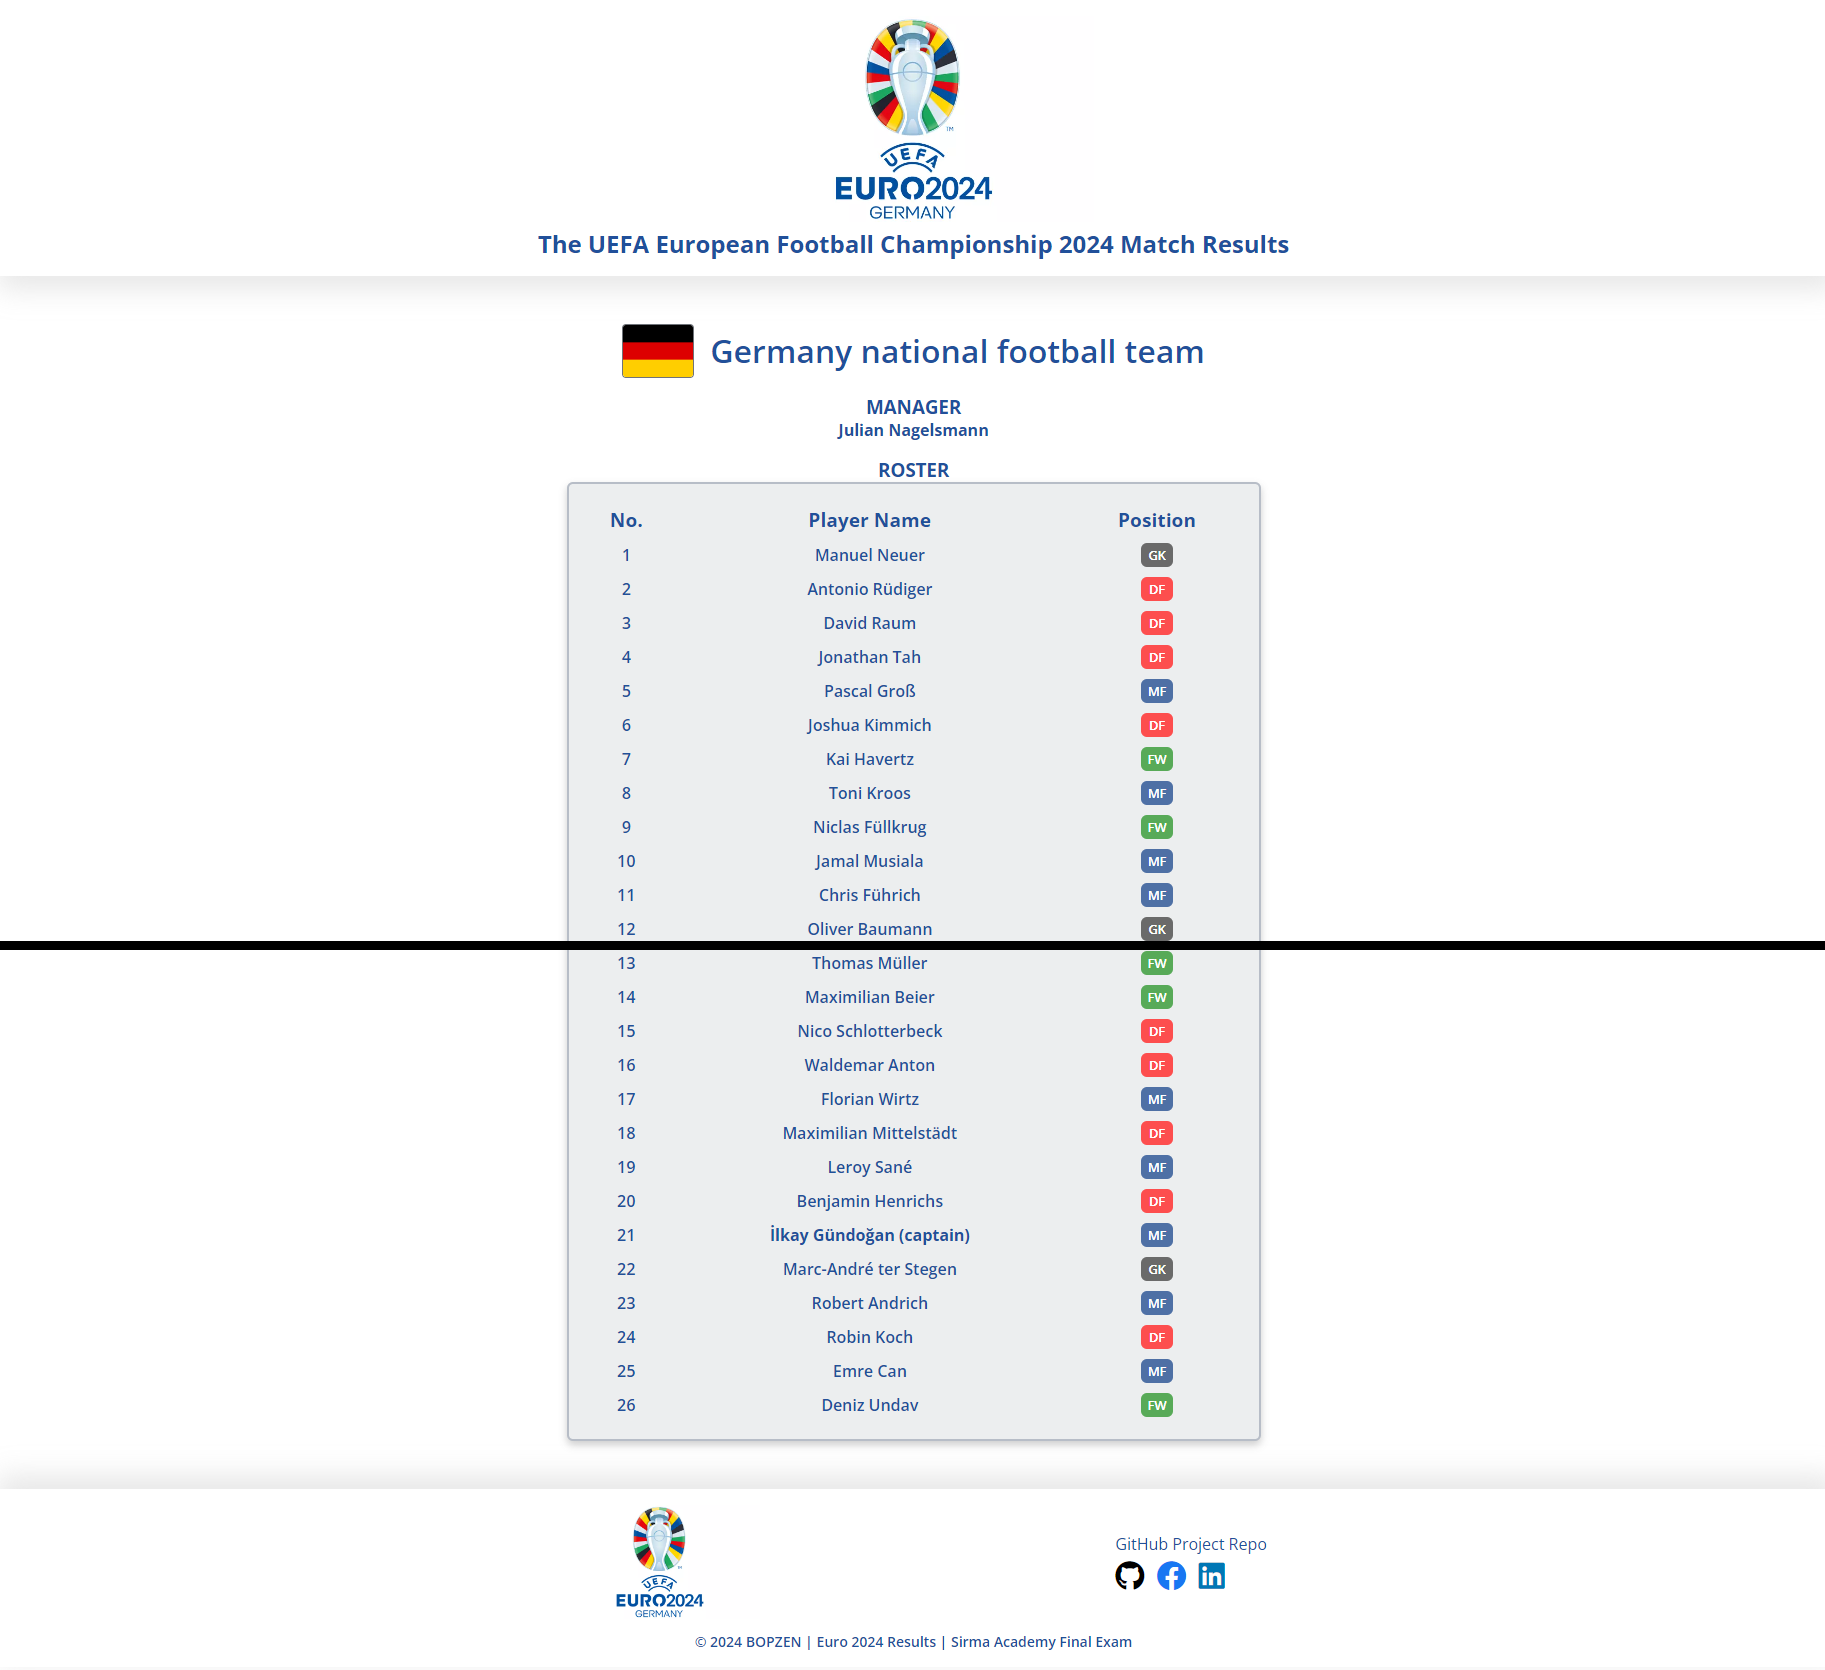 UEFA
EURO2024
GERMANY
The UEFA European Football Championship 2024 Match Results
Germany national football team
MANAGER
Julian Nagelsmann
ROSTER
No. Player Name Position
1 Manuel Neuer GK
2 Antonio Rüdiger DF
3 David Raum DF
4 Jonathan Tah DF
5 Pascal Groß MF
6 Joshua Kimmich DF
7 Kai Havertz FW
8 Toni Kroos MF
9 Niclas Füllkrug FW
10 Jamal Musiala MF
11 Chris Führich MF
12 Oliver Baumann GK
13 Thomas Müller FW
14 Maximilian Beier FW
15 Nico Schlotterbeck DF
16 Waldemar Anton DF
17 Florian Wirtz MF
18 Maximilian Mittelstädt DF
19 Leroy Sané MF
20 Benjamin Henrichs DF
21 İlkay Gündoğan (captain) MF
22 Marc-André ter Stegen GK
23 Robert Andrich MF
24 Robin Koch DF
25 Emre Can MF
26 Deniz Undav FW
UEFA
EURO2024
GERMANY
GitHub Project Repo
© 2024 BOPZEN | Euro 2024 Results | Sirma Academy Final Exam